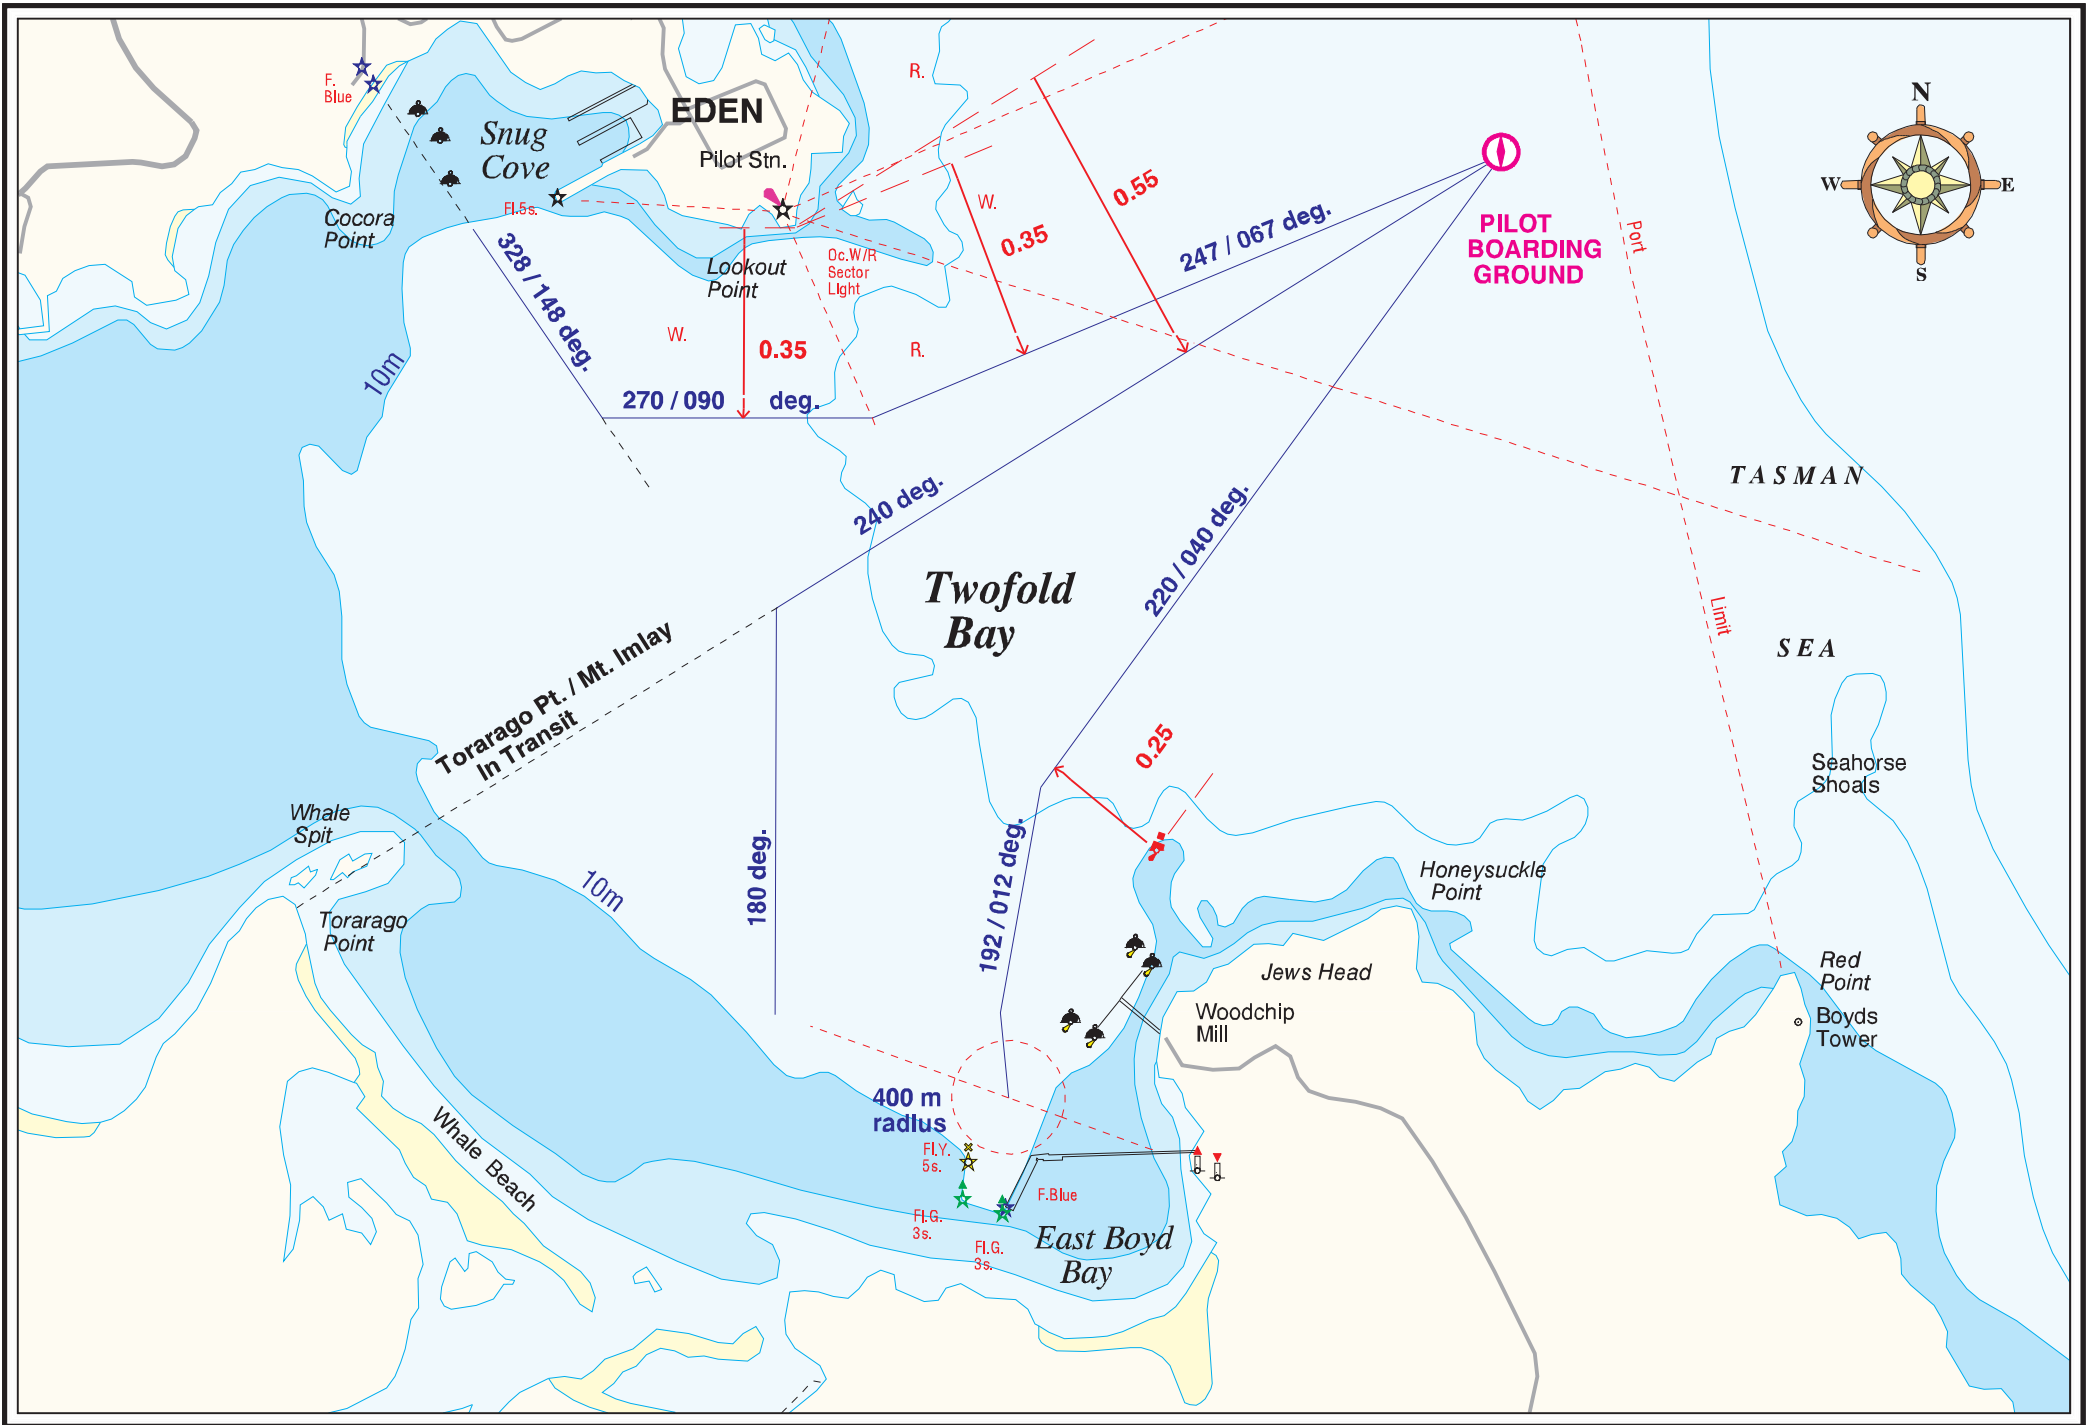 F.
Blue
Snug
Cove
EDEN
Pilot Stn.
Cocora
Point
Fl.5s.
Lookout
Point
Oc.W/R
Sector
Light
R.
W.
W.
R.
0.35
0.35
0.55
328 / 148 deg.
270 / 090 deg.
247 / 067 deg.
240 deg.
220 / 040 deg.
PILOT
BOARDING
GROUND
Port
Limit
N
W
E
S
TASMAN
SEA
10m
Twofold
Bay
Torarago Pt. / Mt. Imlay
In Transit
0.25
Seahorse
Shoals
Whale
Spit
Torarago
Point
10m
180 deg.
192 / 012 deg.
Honeysuckle
Point
Jews Head
Red
Point
Boyds
Tower
Woodchip
Mill
400 m
radius
Whale Beach
Fl.Y.
5s.
Fl.G.
3s.
Fl.G.
3s.
F.Blue
East Boyd
Bay